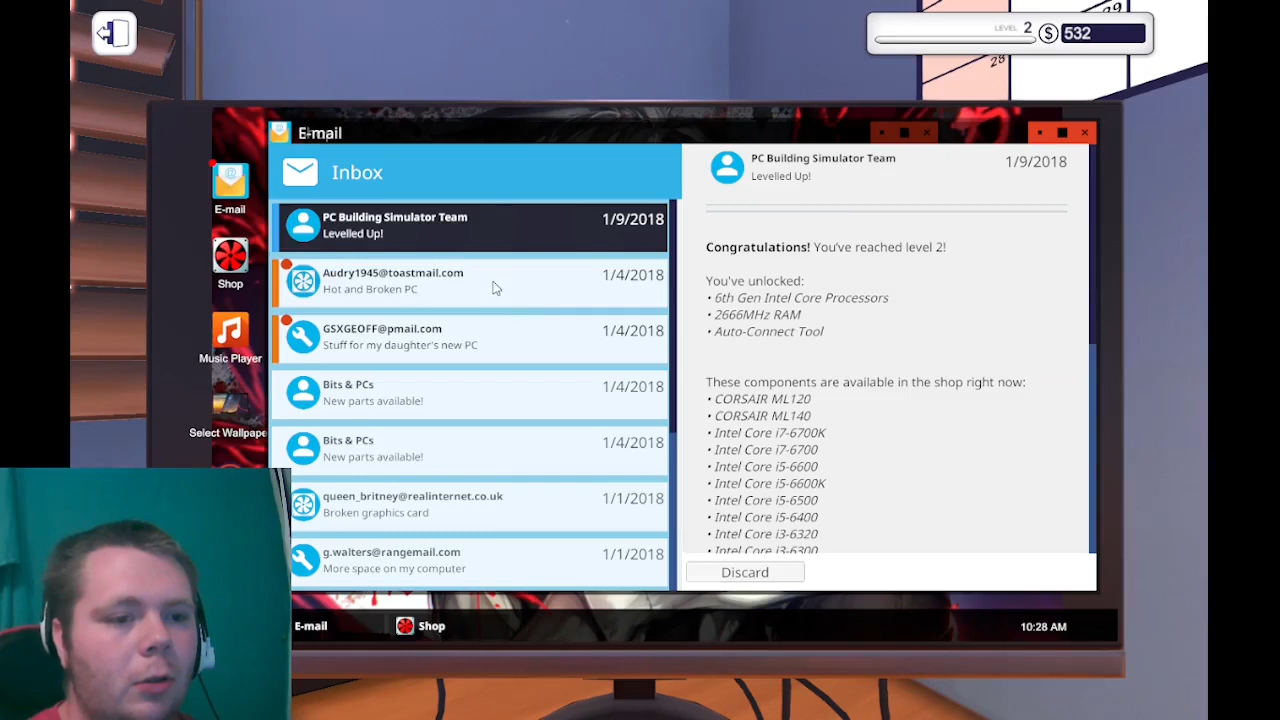 29
LEVEL 2
$ 532
28
E-mail
Inbox
PC Building Simulator Team
Levelled Up!
1/9/2018
Audry1945@toastmail.com
Hot and Broken PC
1/4/2018
GSXGEOFF@pmail.com
Stuff for my daughter's new PC
1/4/2018
Bits & PCs
New parts available!
1/4/2018
Bits & PCs
New parts available!
1/4/2018
queen_britney@realinternet.co.uk
Broken graphics card
1/1/2018
g.walters@rangemail.com
More space on my computer
1/1/2018
PC Building Simulator Team
Levelled Up!
1/9/2018
Congratulations! You've reached level 2!
You've unlocked:
• 6th Gen Intel Core Processors
• 2666MHz RAM
• Auto-Connect Tool
These components are available in the shop right now:
• CORSAIR ML120
• CORSAIR ML140
• Intel Core i7-6700K
• Intel Core i7-6700
• Intel Core i5-6600
• Intel Core i5-6600K
• Intel Core i5-6500
• Intel Core i5-6400
• Intel Core i3-6320
• Intel Core i3-6300
Discard
E-mail
Shop
Music Player
Select Wallpape
E-mail
Shop
10:28 AM